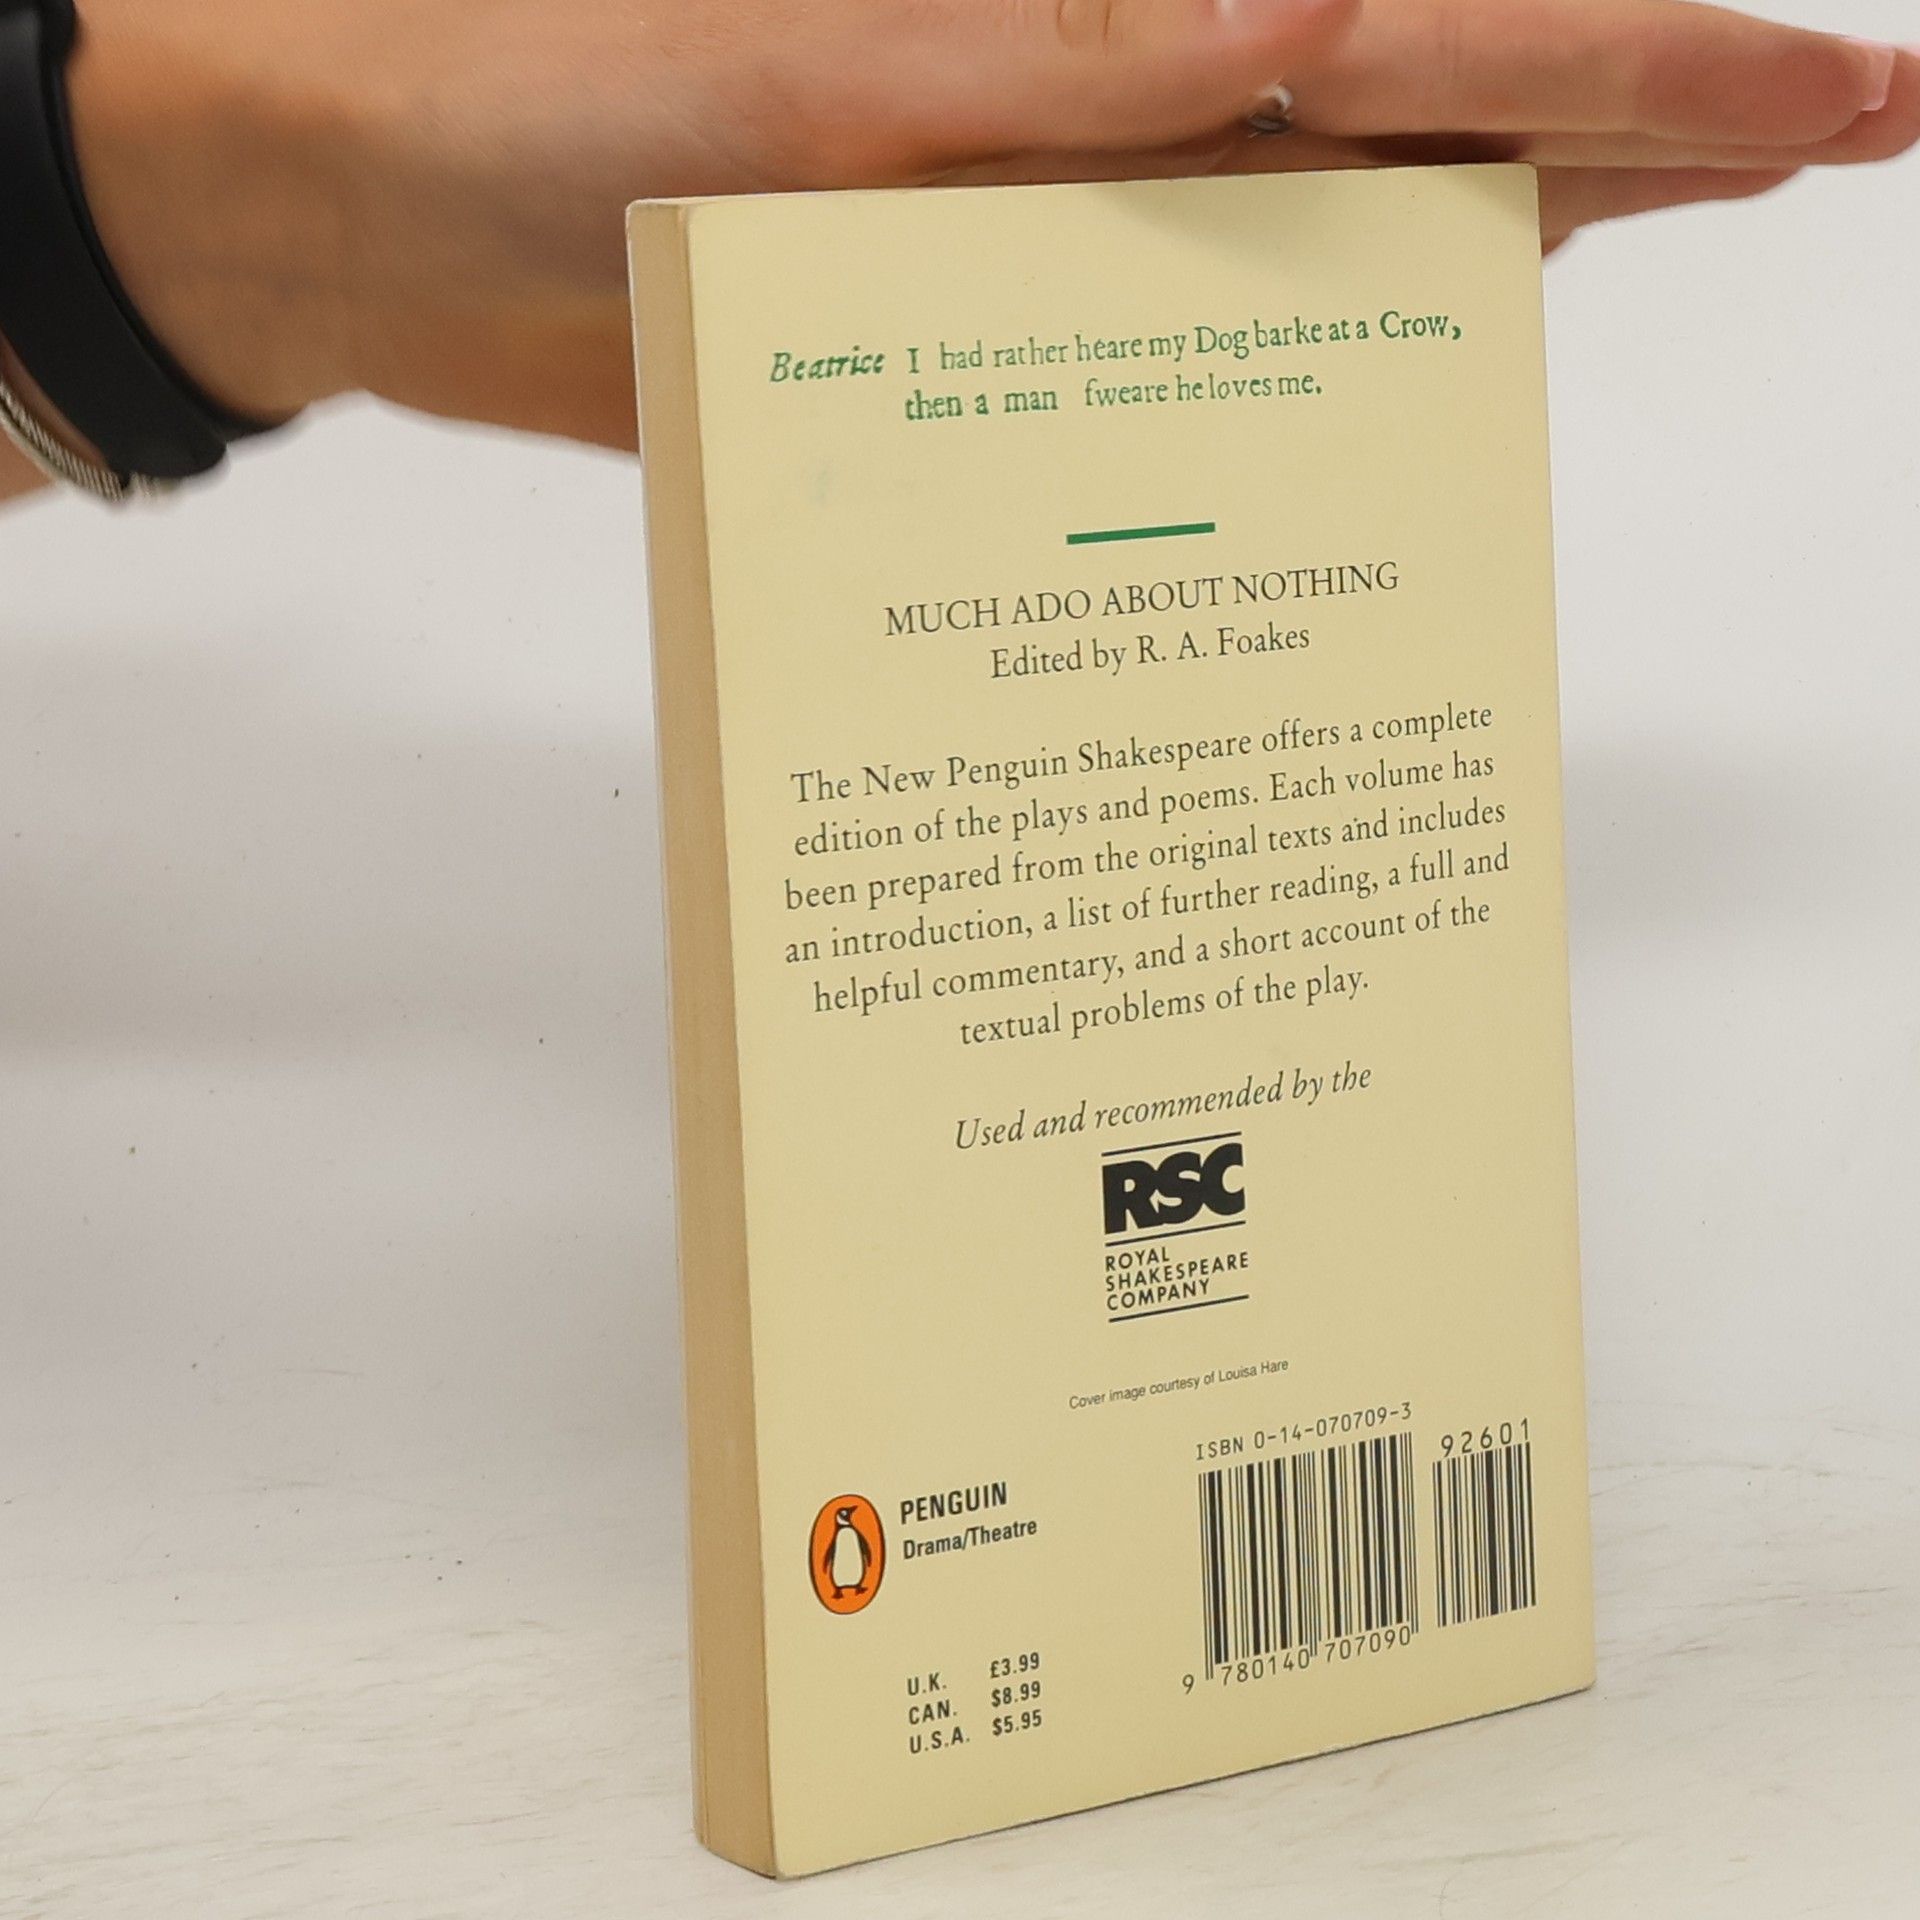 Beatrice I had rather heare my Dog barke at a Crow,
then a man ſweare he loves me.
MUCH ADO ABOUT NOTHING
Edited by R. A. Foakes
The New Penguin Shakespeare offers a complete
edition of the plays and poems. Each volume has
been prepared from the original texts and includes
an introduction, a list of further reading, a full and
helpful commentary, and a short account of the
textual problems of the play.
Used and recommended by the
RSC
ROYAL
SHAKESPEARE
COMPANY
Cover image courtesy of Louisa Hare
ISBN 0-14-070709-3
92601
9 780140 707090
PENGUIN
Drama/Theatre
U.K. £3.99
CAN. $8.99
U.S.A. $5.95